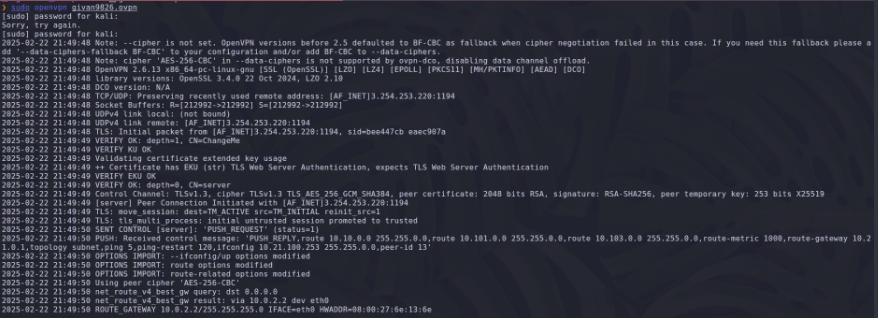 ❯ sudo openvpn givan9826.ovpn
[sudo] password for kali:
Sorry, try again.
[sudo] password for kali:
2025-02-22 21:49:48 Note: --cipher is not set. OpenVPN versions before 2.5 defaulted to BF-CBC as fallback when cipher negotiation failed in this case. If you need this fallback please a
dd '--data-ciphers-fallback BF-CBC' to your configuration and/or add BF-CBC to --data-ciphers.
2025-02-22 21:49:48 Note: cipher 'AES-256-CBC' in --data-ciphers is not supported by ovpn-dco, disabling data channel offload.
2025-02-22 21:49:48 OpenVPN 2.6.13 x86_64-pc-linux-gnu [SSL (OpenSSL)] [LZO] [LZ4] [EPOLL] [PKCS11] [MH/PKTINFO] [AEAD] [DCO]
2025-02-22 21:49:48 library versions: OpenSSL 3.4.0 22 Oct 2024, LZO 2.10
2025-02-22 21:49:48 DCO version: N/A
2025-02-22 21:49:48 TCP/UDP: Preserving recently used remote address: [AF_INET]3.254.253.220:1194
2025-02-22 21:49:48 Socket Buffers: R=[212992->212992] S=[212992->212992]
2025-02-22 21:49:48 UDPv4 link local: (not bound)
2025-02-22 21:49:48 UDPv4 link remote: [AF_INET]3.254.253.220:1194
2025-02-22 21:49:48 TLS: Initial packet from [AF_INET]3.254.253.220:1194, sid=bee447cb eaec907a
2025-02-22 21:49:49 VERIFY OK: depth=1, CN=ChangeMe
2025-02-22 21:49:49 VERIFY KU OK
2025-02-22 21:49:49 Validating certificate extended key usage
2025-02-22 21:49:49 ++ Certificate has EKU (str) TLS Web Server Authentication, expects TLS Web Server Authentication
2025-02-22 21:49:49 VERIFY EKU OK
2025-02-22 21:49:49 VERIFY OK: depth=0, CN=server
2025-02-22 21:49:49 Control Channel: TLSv1.3, cipher TLSv1.3 TLS_AES_256_GCM_SHA384, peer certificate: 2048 bits RSA, signature: RSA-SHA256, peer temporary key: 253 bits X25519
2025-02-22 21:49:49 [server] Peer Connection Initiated with [AF_INET]3.254.253.220:1194
2025-02-22 21:49:49 TLS: move_session: dest=TM_ACTIVE src=TM_INITIAL reinit_src=1
2025-02-22 21:49:49 TLS: tls_multi_process: initial untrusted session promoted to trusted
2025-02-22 21:49:50 SENT CONTROL [server]: 'PUSH_REQUEST' (status=1)
2025-02-22 21:49:50 PUSH: Received control message: 'PUSH_REPLY,route 10.10.0.0 255.255.0.0,route 10.101.0.0 255.255.0.0,route 10.103.0.0 255.255.0.0,route-metric 1000,route-gateway 10.2
1.0.1,topology subnet,ping 5,ping-restart 120,ifconfig 10.21.100.253 255.255.0.0,peer-id 13'
2025-02-22 21:49:50 OPTIONS IMPORT: --ifconfig/up options modified
2025-02-22 21:49:50 OPTIONS IMPORT: route options modified
2025-02-22 21:49:50 OPTIONS IMPORT: route-related options modified
2025-02-22 21:49:50 Using peer cipher 'AES-256-CBC'
2025-02-22 21:49:50 net_route_v4_best_gw query: dst 0.0.0.0
2025-02-22 21:49:50 net_route_v4_best_gw result: via 10.0.2.2 dev eth0
2025-02-22 21:49:50 ROUTE_GATEWAY 10.0.2.2/255.255.255.0 IFACE=eth0 HWADDR=08:00:27:6e:13:6e